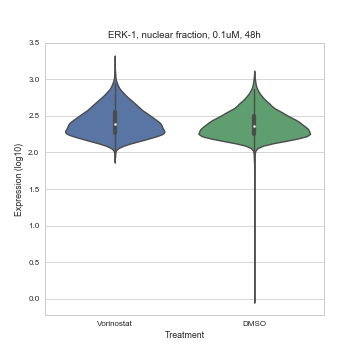 ERK-1, nuclear fraction, 0.1uM, 48h
3.5
3.0
2.5
2.0
1.5
1.0
0.5
0.0
Expression (log10)
Vorinostat DMSO
Treatment